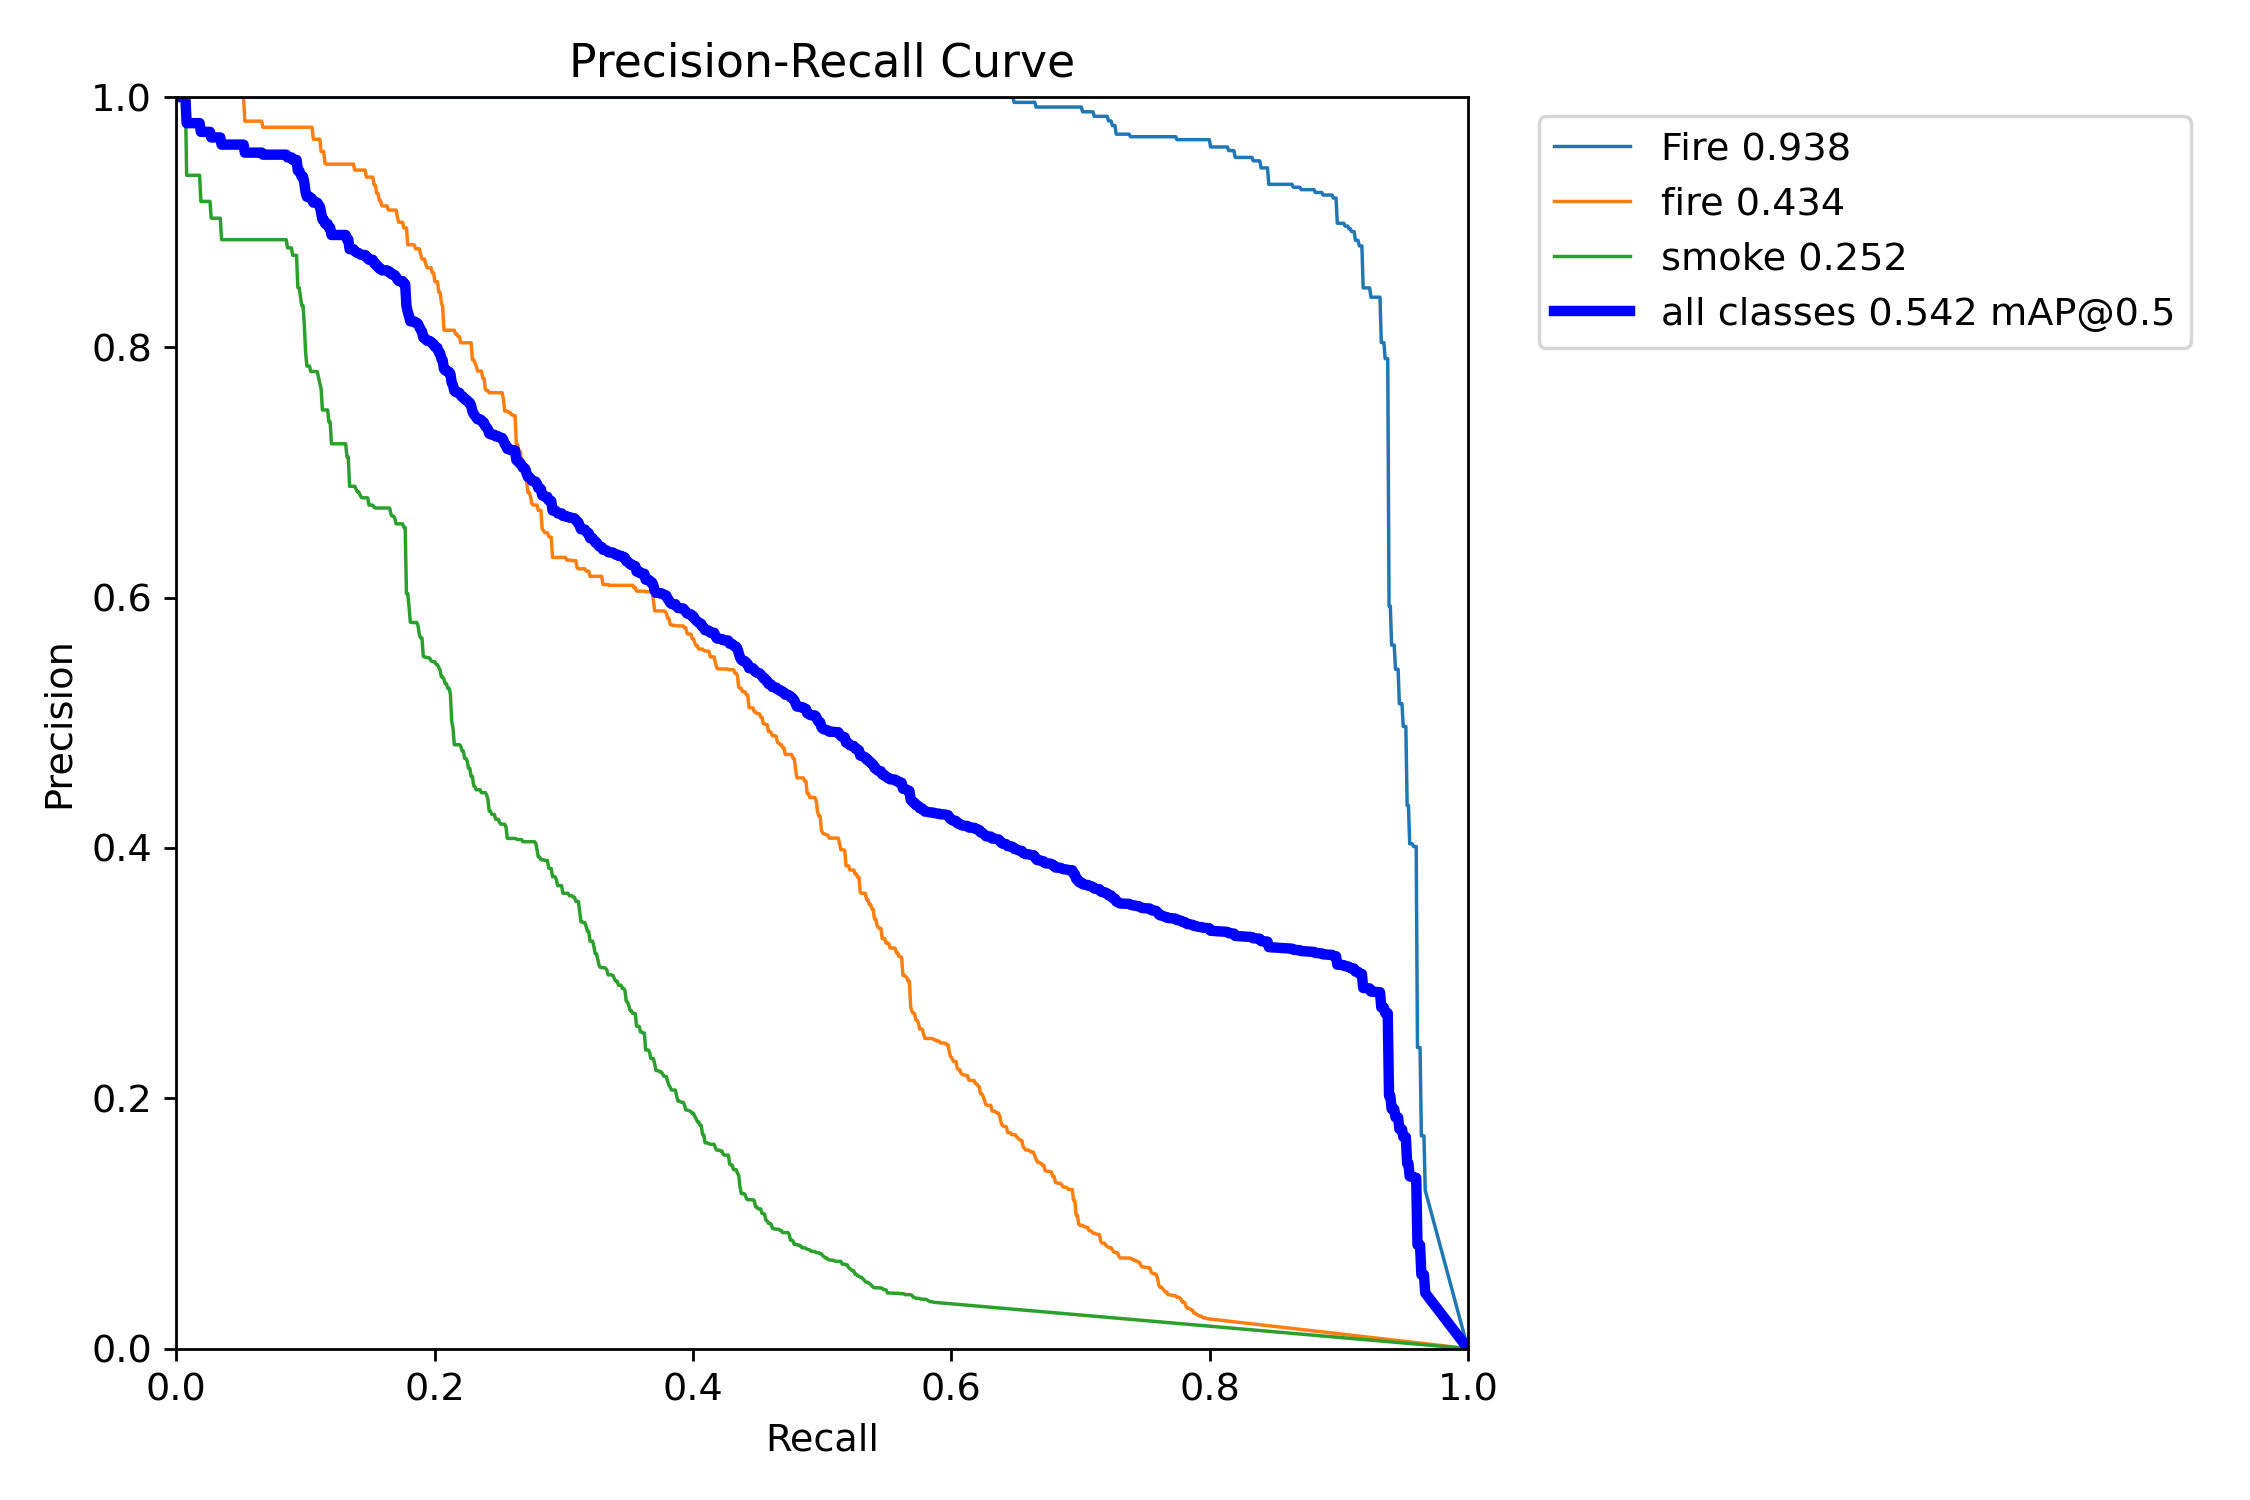 Precision-Recall Curve
1.0
0.8
0.6
0.4
0.2
0.0
Precision
0.0 0.2 0.4 0.6 0.8 1.0
Recall
Fire 0.938
fire 0.434
smoke 0.252
all classes 0.542 mAP@0.5